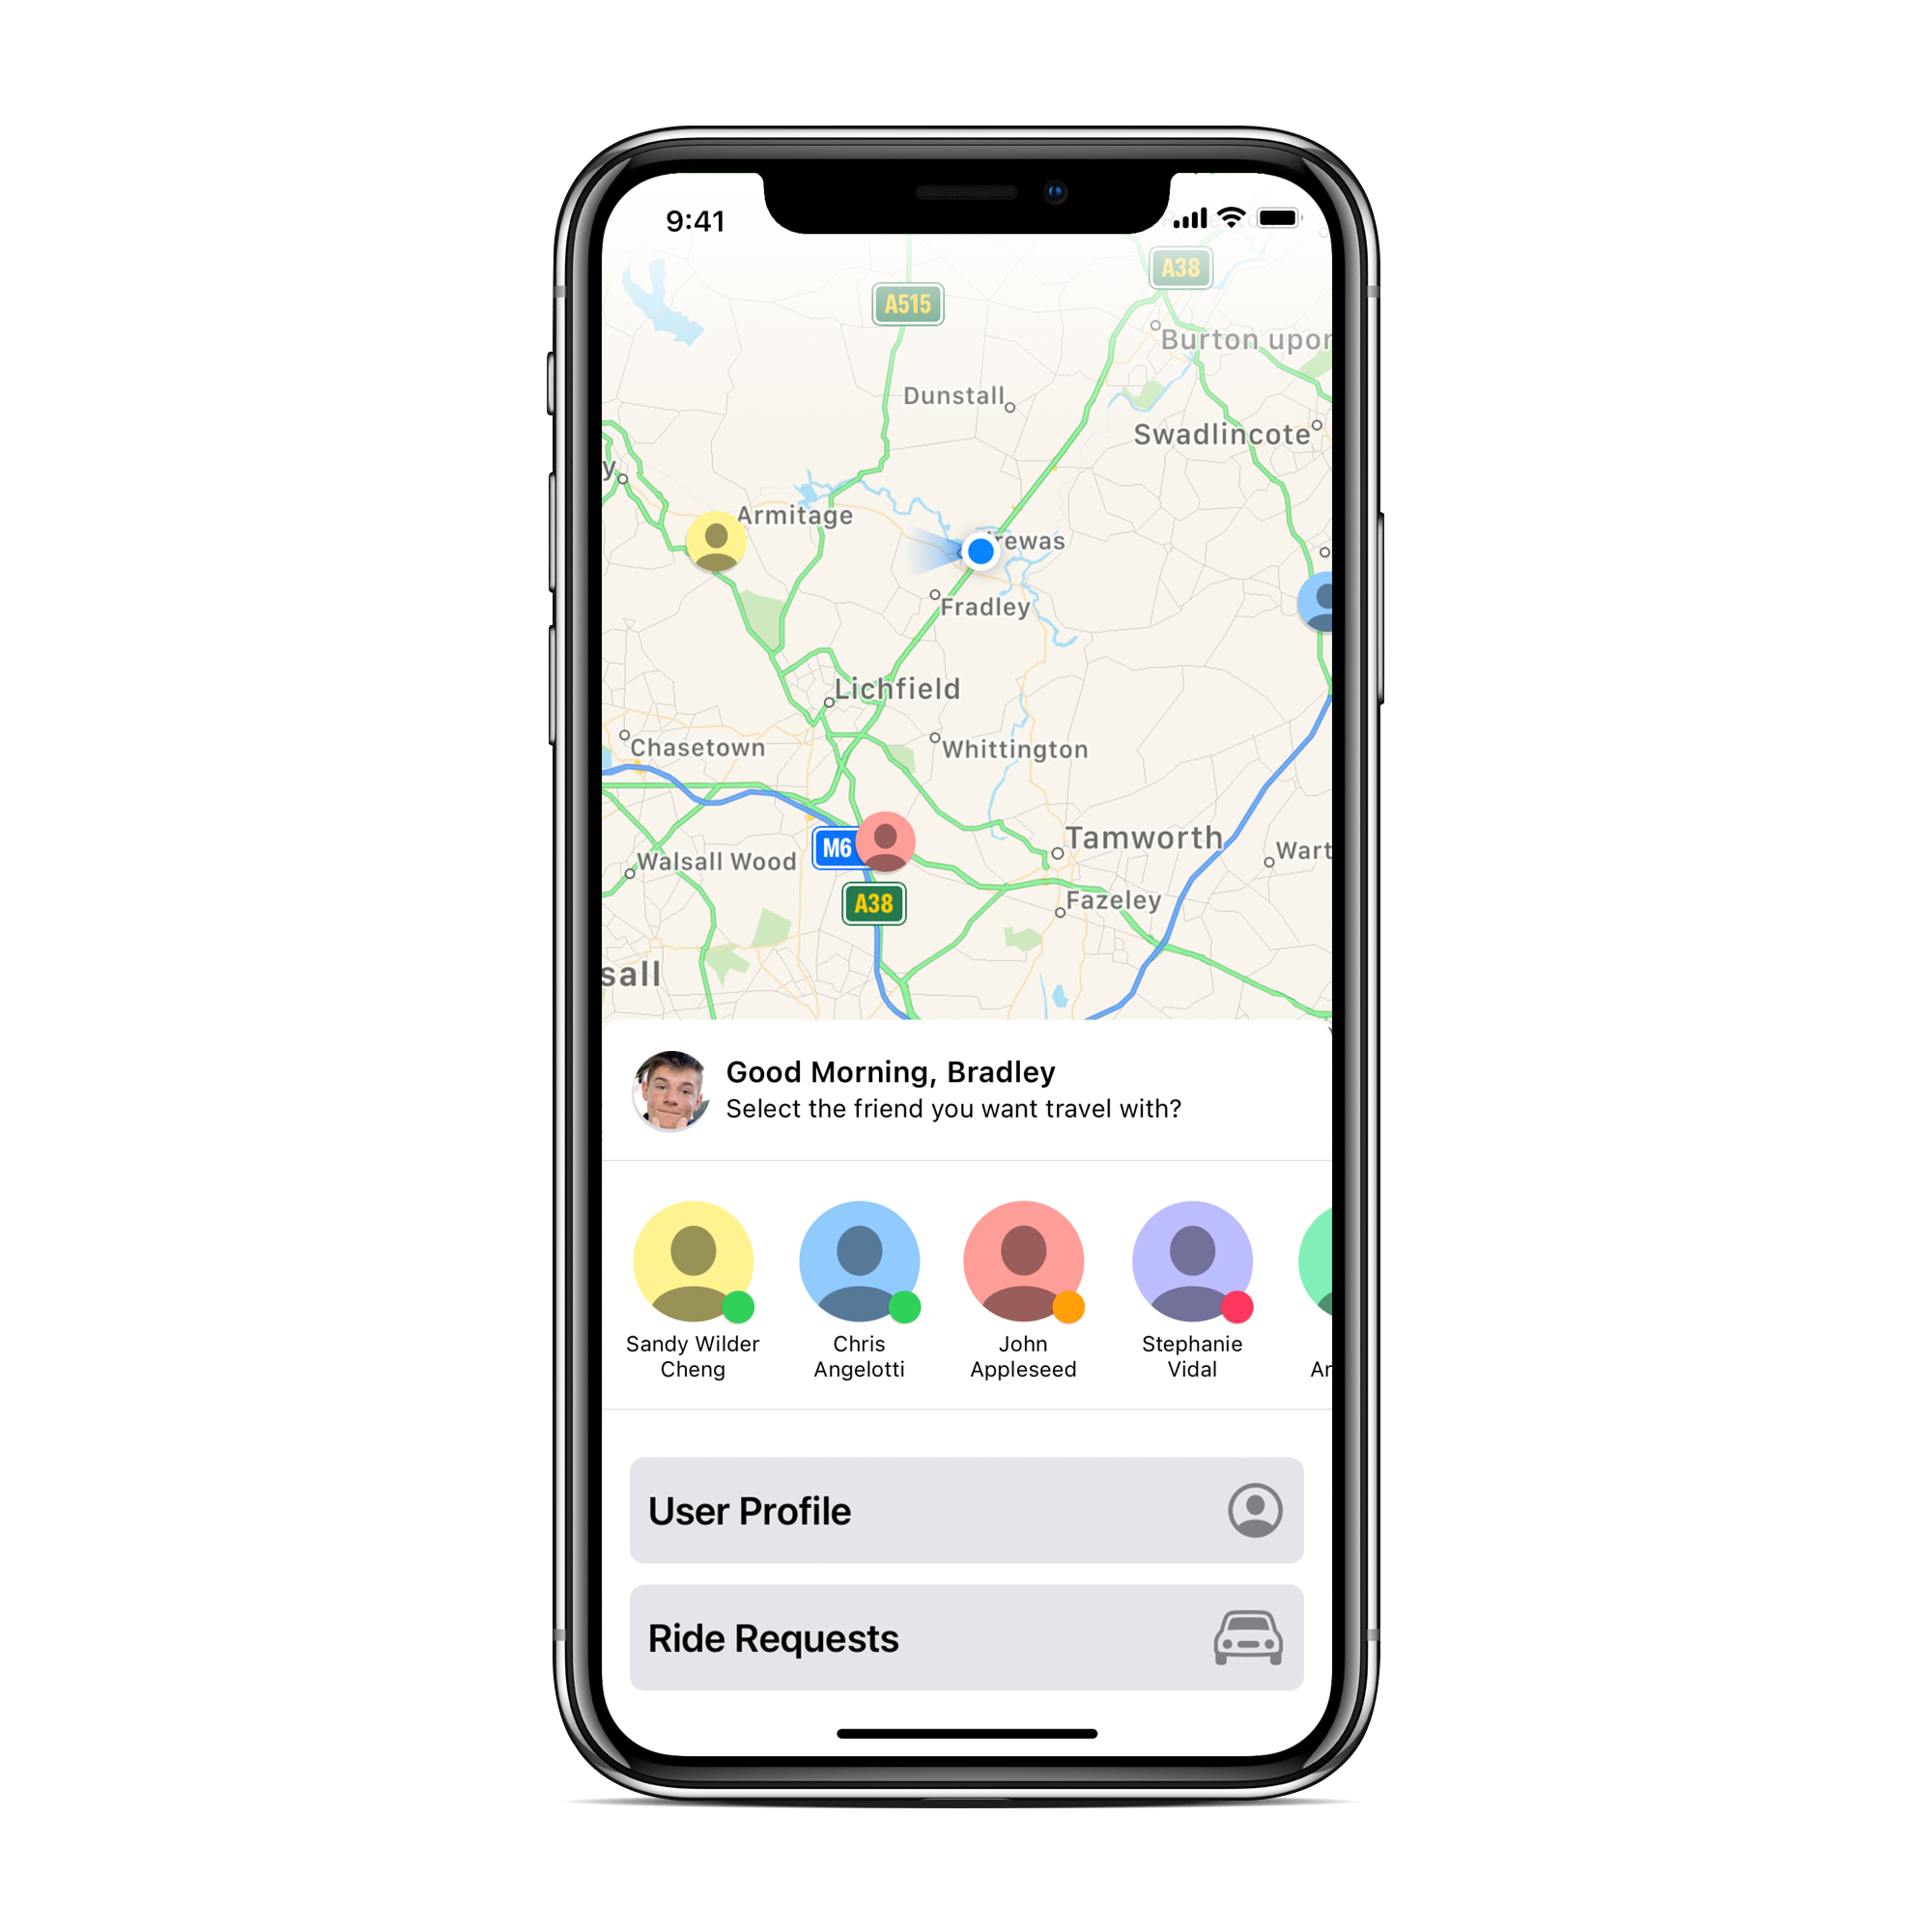 9:41
A38
A515
Burton upon
Dunstall
Swadlincote
y
Armitage
rewas
Fradley
Lichfield
Chasetown
Whittington
Tamworth
M6
Wart
Walsall Wood
A38
Fazeley
sall
Good Morning, Bradley
Select the friend you want travel with?
Sandy Wilder
Cheng
Chris
Angelotti
John
Appleseed
Stephanie
Vidal
Ar
User Profile
Ride Requests